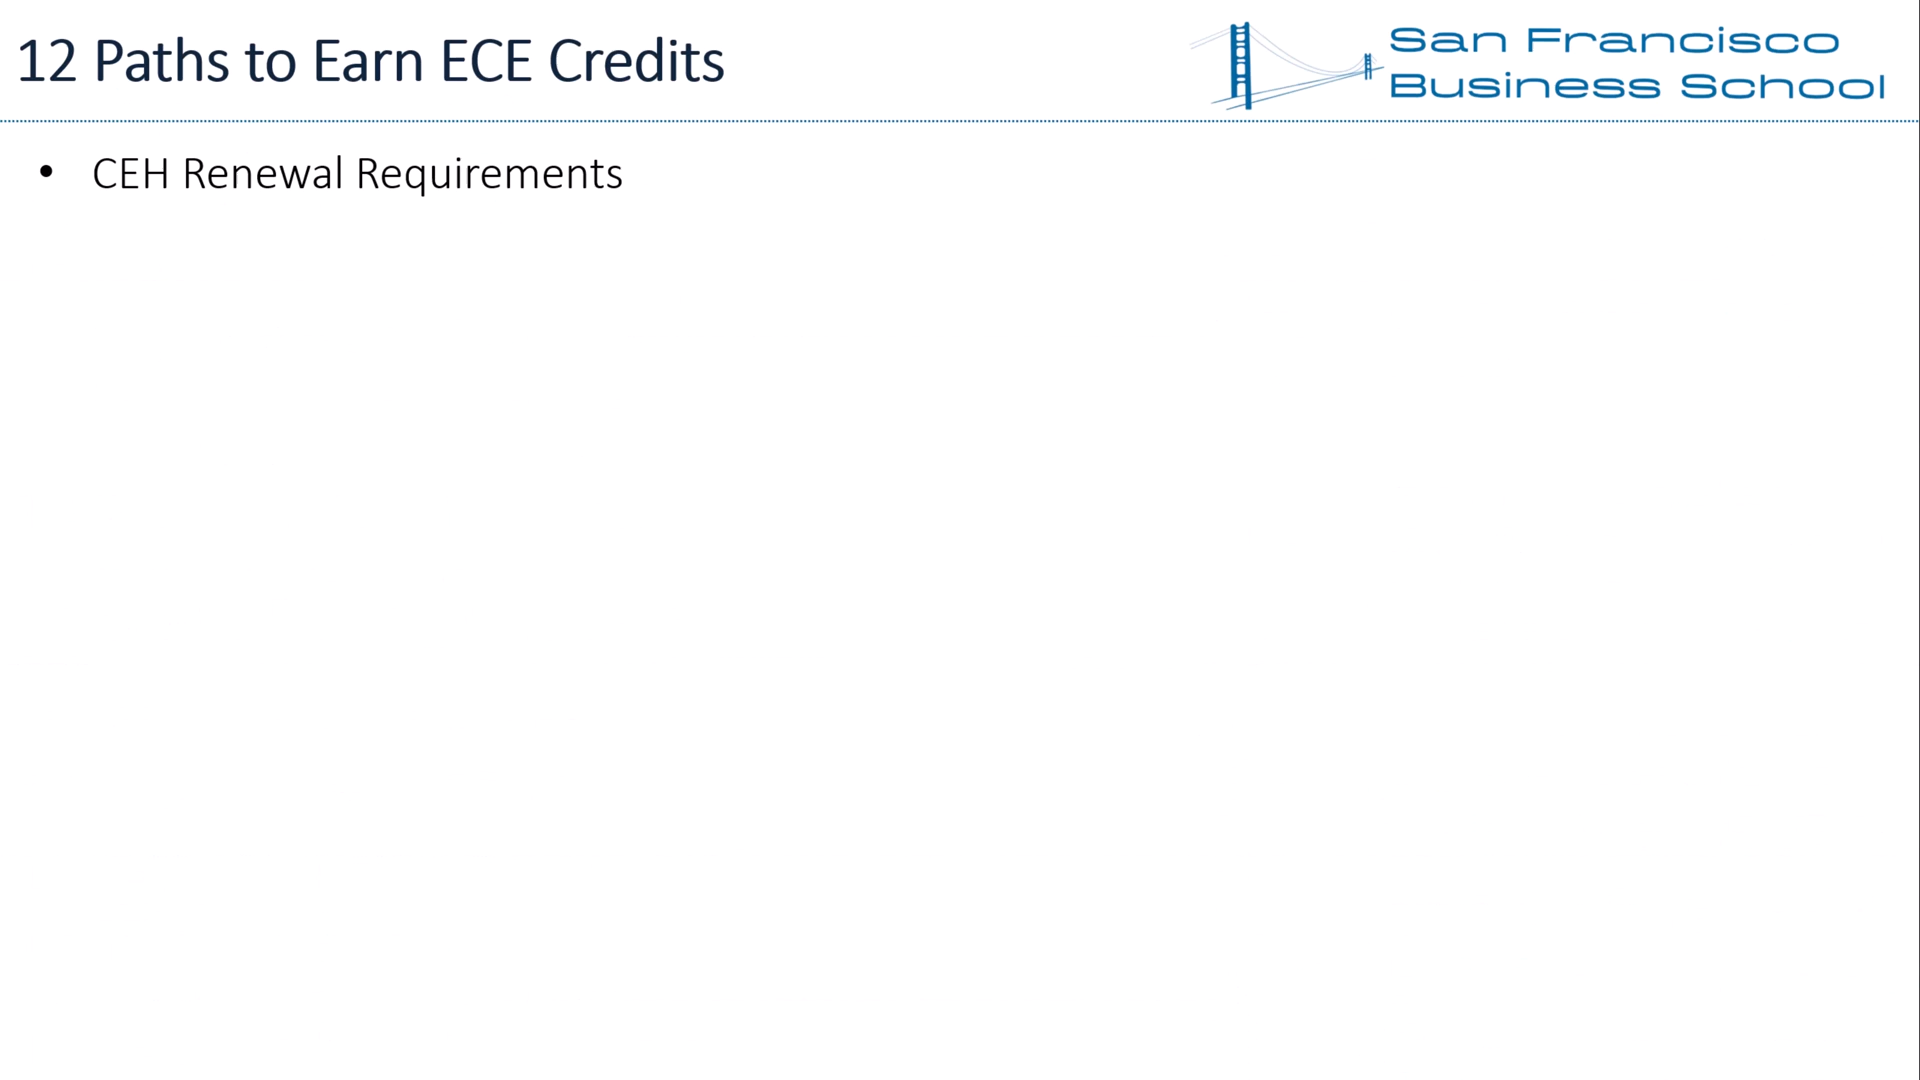 12 Paths to Earn ECE Credits
San Francisco
Business School
• CEH Renewal Requirements